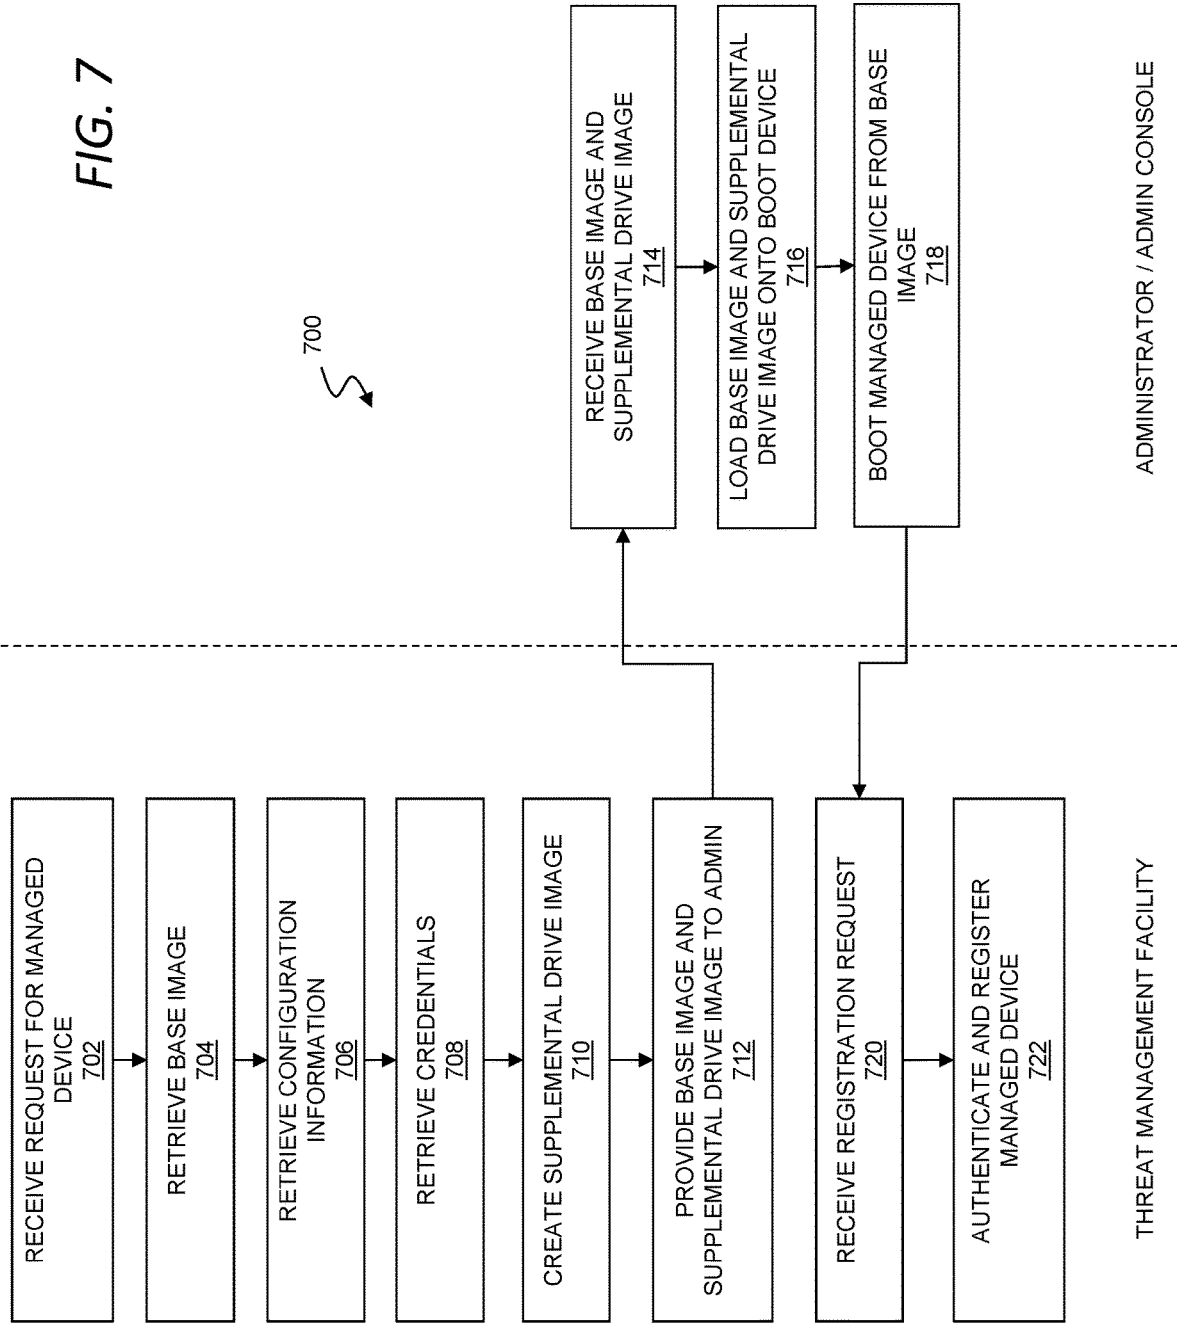 FIG. 7
700
RECEIVE REQUEST FOR MANAGED
DEVICE
702
RETRIEVE BASE IMAGE
704
RETRIEVE CONFIGURATION
INFORMATION
706
RETRIEVE CREDENTIALS
708
CREATE SUPPLEMENTAL DRIVE IMAGE
710
PROVIDE BASE IMAGE AND
SUPPLEMENTAL DRIVE IMAGE TO ADMIN
712
RECEIVE BASE IMAGE AND
SUPPLEMENTAL DRIVE IMAGE
714
LOAD BASE IMAGE AND SUPPLEMENTAL
DRIVE IMAGE ONTO BOOT DEVICE
716
BOOT MANAGED DEVICE FROM BASE
IMAGE
718
RECEIVE REGISTRATION REQUEST
720
AUTHENTICATE AND REGISTER
MANAGED DEVICE
722
THREAT MANAGEMENT FACILITY
ADMINISTRATOR / ADMIN CONSOLE